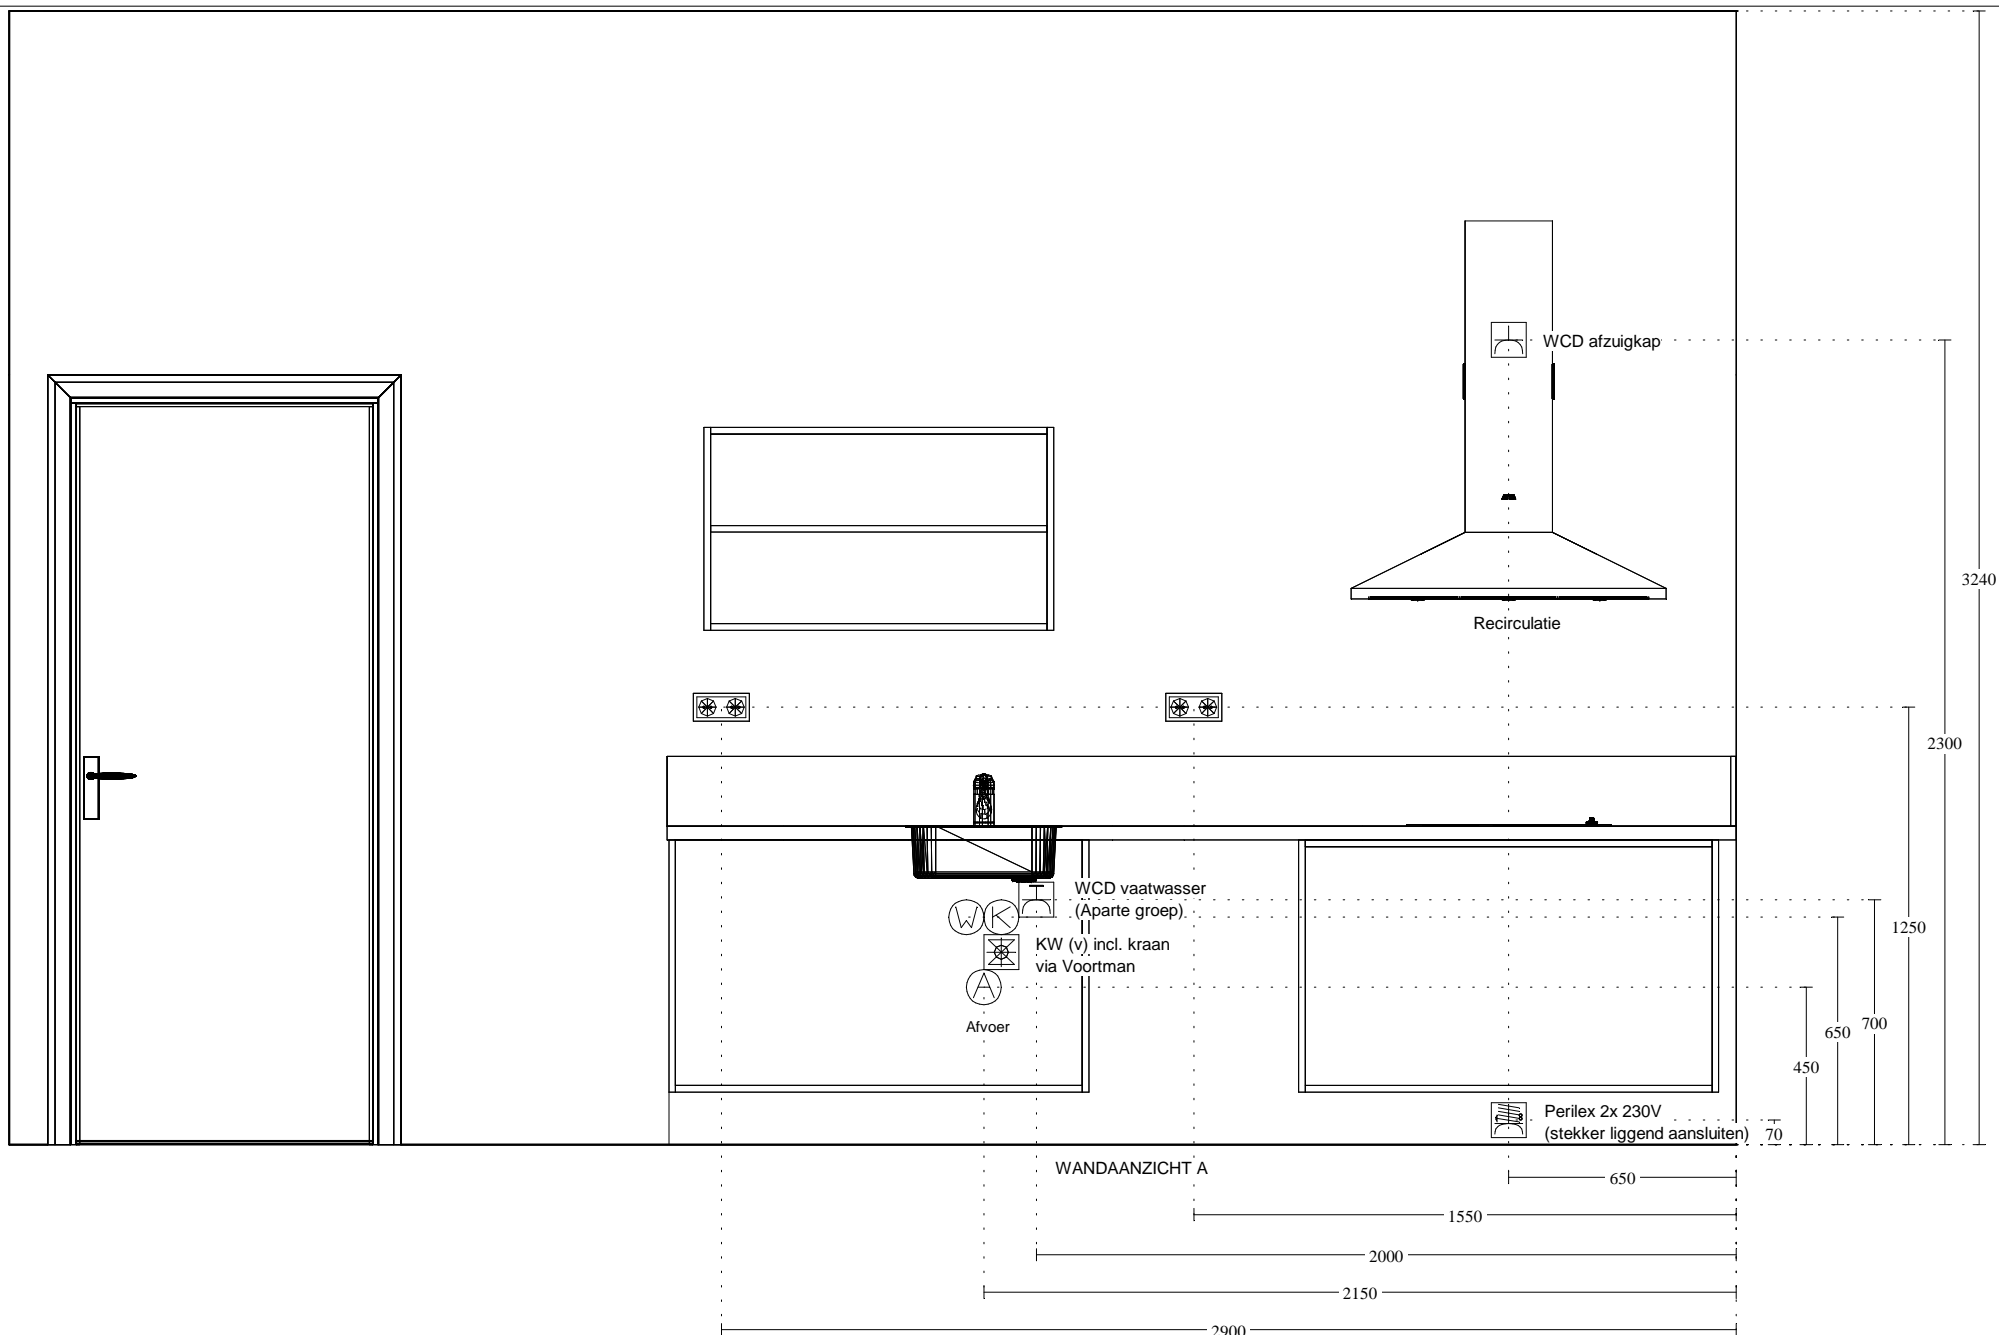 WCD afzuigkap
3240
Recirculatie
2300
WCD vaatwasser
(Aparte groep)
W K
1250
KW (v) incl. kraan
via Voortman
A
Afvoer
700
650
450
Perilex 2x 230V
(stekker liggend aansluiten)
70
WANDAANZICHT A
650
1550
2000
2150
2900